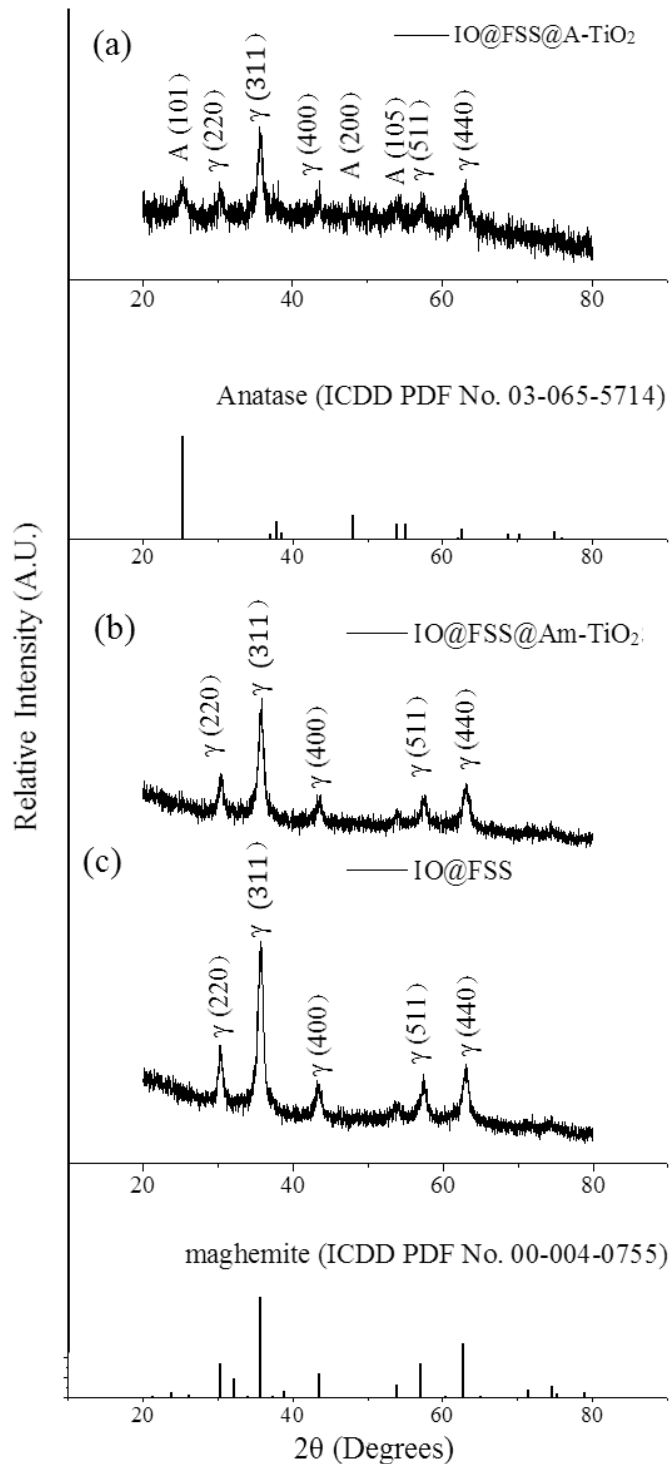 (a)
IO@FSS@A-TiO₂
A (101)
γ (220)
γ (311)
γ (400)
A (200)
A (105)
γ (511)
γ (440)
20 40 60 80
Anatase (ICDD PDF No. 03-065-5714)
20 40 60 80
Relative Intensity (A.U.)
(b)
IO@FSS@Am-TiO₂
γ (220)
γ (311)
γ (400)
γ (511)
γ (440)
(c)
IO@FSS
γ (220)
γ (311)
γ (400)
γ (511)
γ (440)
20 40 60 80
maghemite (ICDD PDF No. 00-004-0755)
20 40 60 80
2θ (Degrees)